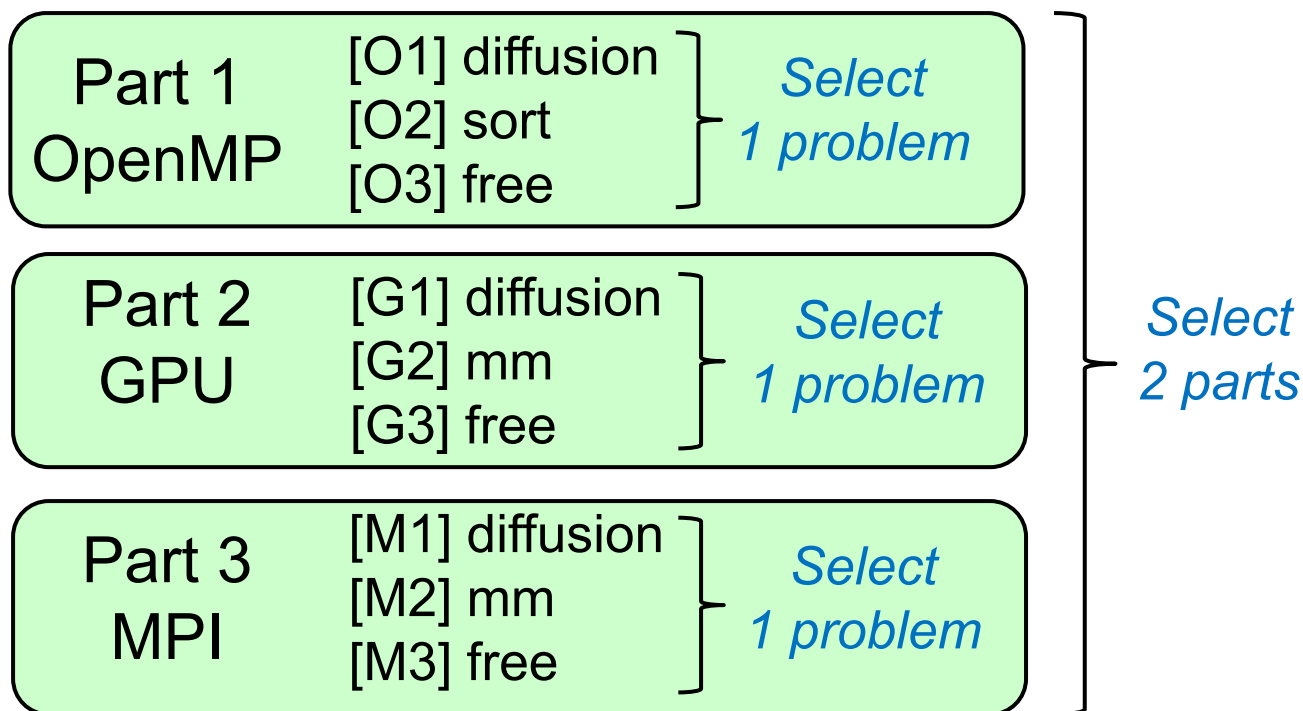 Part 1
OpenMP
[O1] diffusion
[O2] sort
[O3] free
Select
1 problem
Part 2
GPU
[G1] diffusion
[G2] mm
[G3] free
Select
1 problem
Part 3
MPI
[M1] diffusion
[M2] mm
[M3] free
Select
1 problem
Select
2 parts